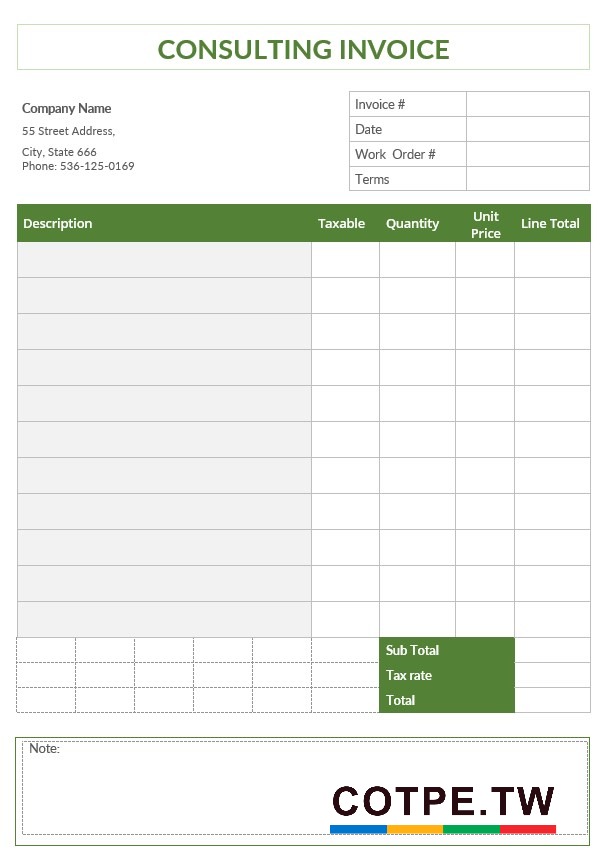 CONSULTING INVOICE
Company Name
55 Street Address,
City, State 666
Phone: 536-125-0169
Invoice #
Date
Work Order #
Terms
Description Taxable Quantity Unit Price Line Total
Sub Total
Tax rate
Total
Note:
COTPE.TW